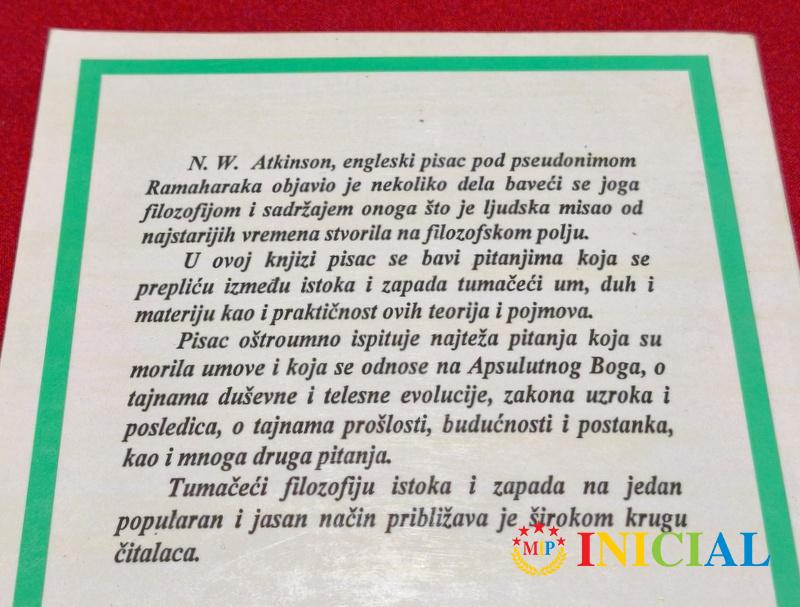 N. W. Atkinson, engleski pisac pod pseudonimom
Ramaharaka objavio je nekoliko dela baveći se joga
filozofijom i sadržajem onoga što je ljudska misao od
najstarijih vremena stvorila na filozofskom polju.
U ovoj knjizi pisac se bavi pitanjima koja se
prepliću između istoka i zapada tumačeći um, duh i
materiju kao i praktičnost ovih teorija i pojmova.
Pisac oštroumno ispituje najteža pitanja koja su
morila umove i koja se odnose na Apsulutnog Boga, o
tajnama duševne i telesne evolucije, zakona uzroka i
posledica, o tajnama prošlosti, budućnosti i postanka,
kao i mnoga druga pitanja.
Tumačeći filozofiju istoka i zapada na jedan
popularan i jasan način približava je širokom krugu
čitalaca.
MIP INICIAL